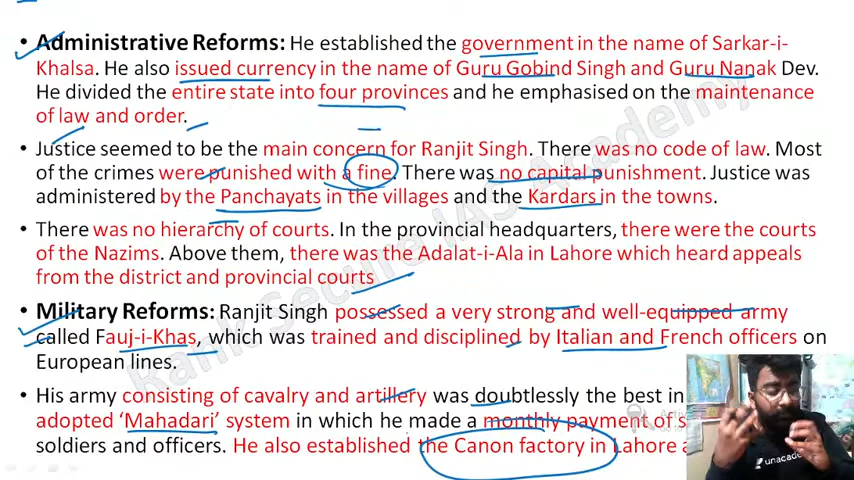 • Administrative Reforms: He established the government in the name of Sarkar-i-
Khalsa. He also issued currency in the name of Guru Gobind Singh and Guru Nanak Dev.
He divided the entire state into four provinces and he emphasised on the maintenance
of law and order.
• Justice seemed to be the main concern for Ranjit Singh. There was no code of law. Most
of the crimes were punished with a fine. There was no capital punishment. Justice was
administered by the Panchayats in the villages and the Kardars in the towns.
• There was no hierarchy of courts. In the provincial headquarters, there were the courts
of the Nazims. Above them, there was the Adalat-i-Ala in Lahore which heard appeals
from the district and provincial courts
• Military Reforms: Ranjit Singh possessed a very strong and well-equipped army
called Fauj-i-Khas, which was trained and disciplined by Italian and French officers on
European lines.
• His army consisting of cavalry and artillery was doubtlessly the best in
adopted ‘Mahadari’ system in which he made a monthly payment of
soldiers and officers. He also established the Canon factory in Lahore
Rank Secure IAS Academy